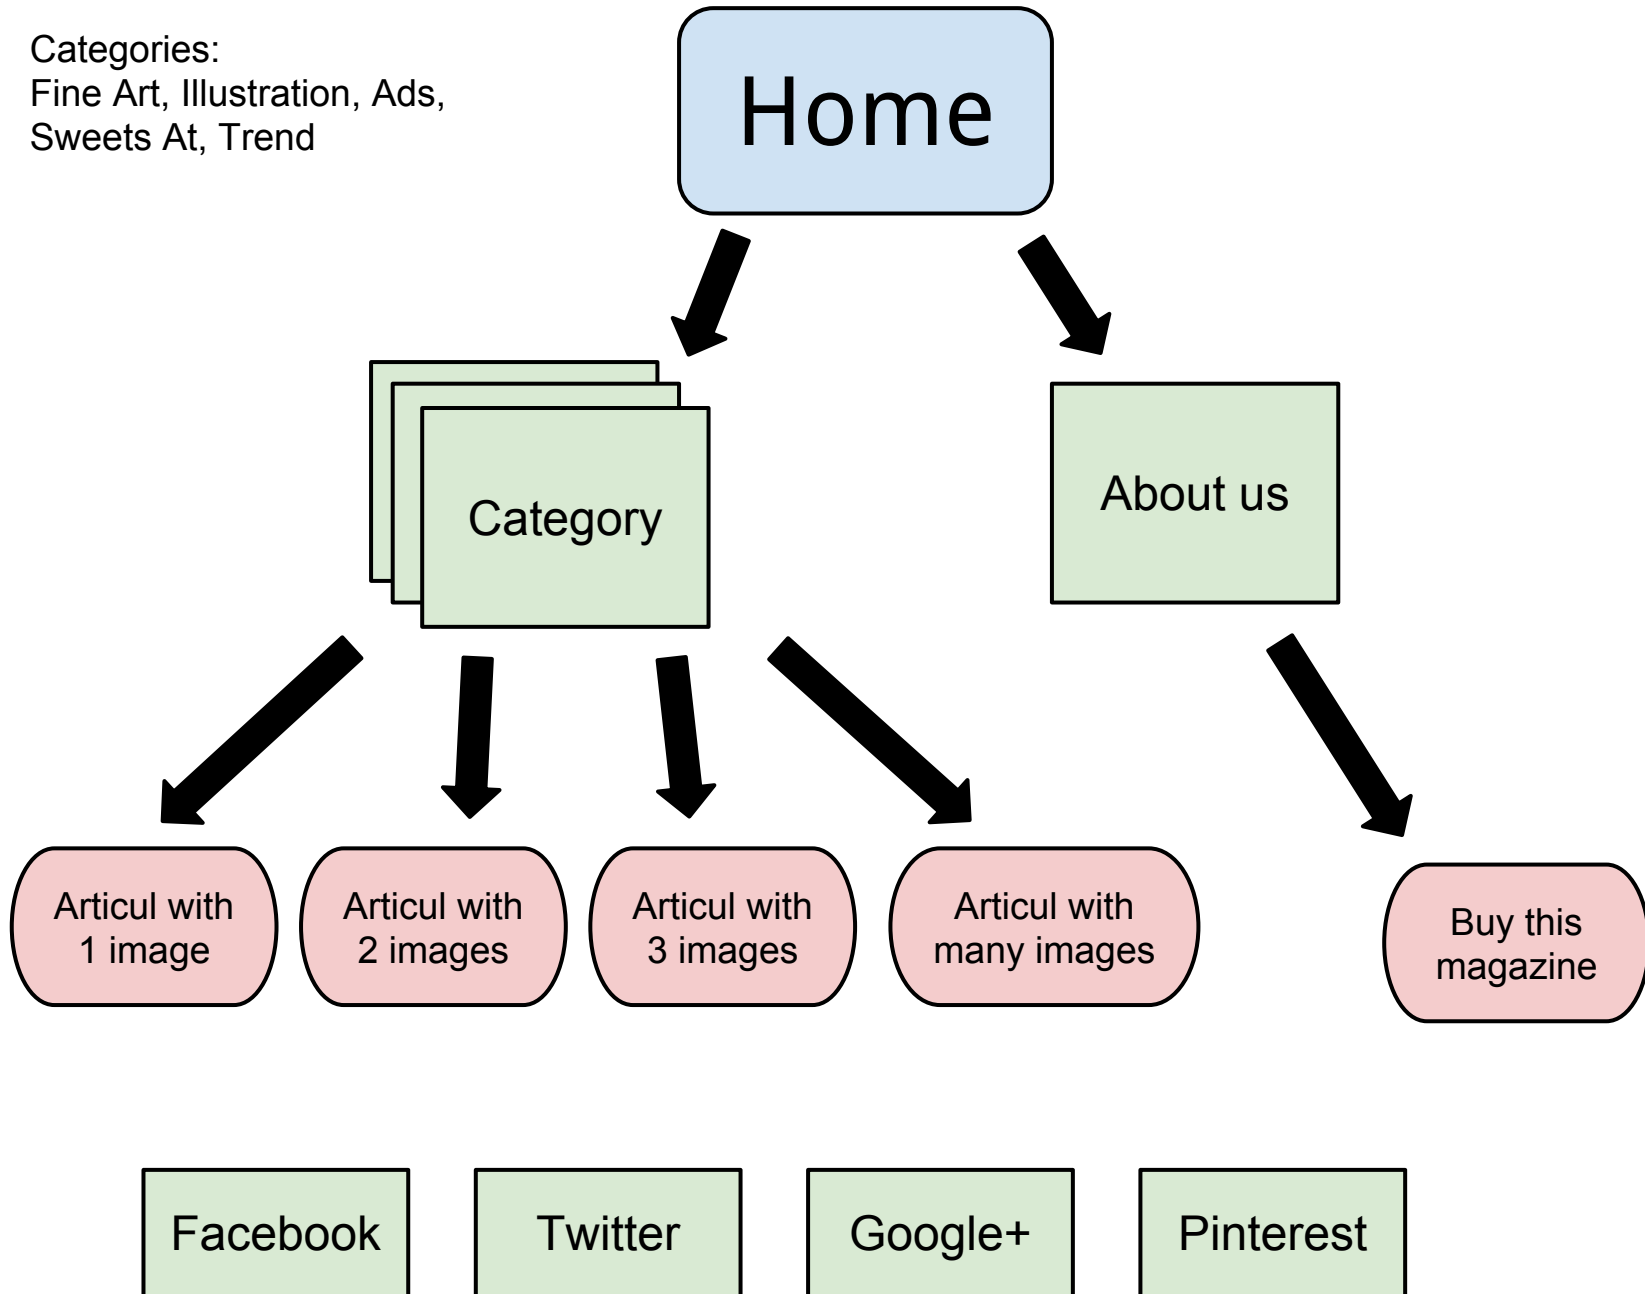 Categories:
Fine Art, Illustration, Ads,
Sweets At, Trend
Home
Category
About us
Articul with
1 image
Articul with
2 images
Articul with
3 images
Articul with
many images
Buy this
magazine
Facebook
Twitter
Google+
Pinterest